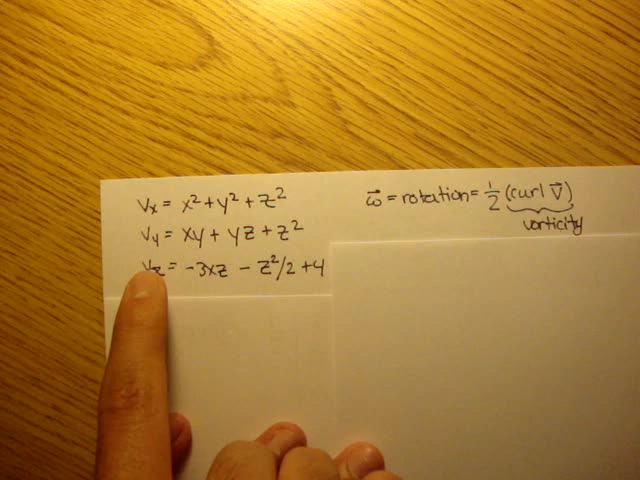 Vx = x² + y² + z²
Vy = xy + yz + z²
Vz = -3xz - z²/2 + 4
ω⃗ = rotation = 1/2 (curl V⃗)
vorticity